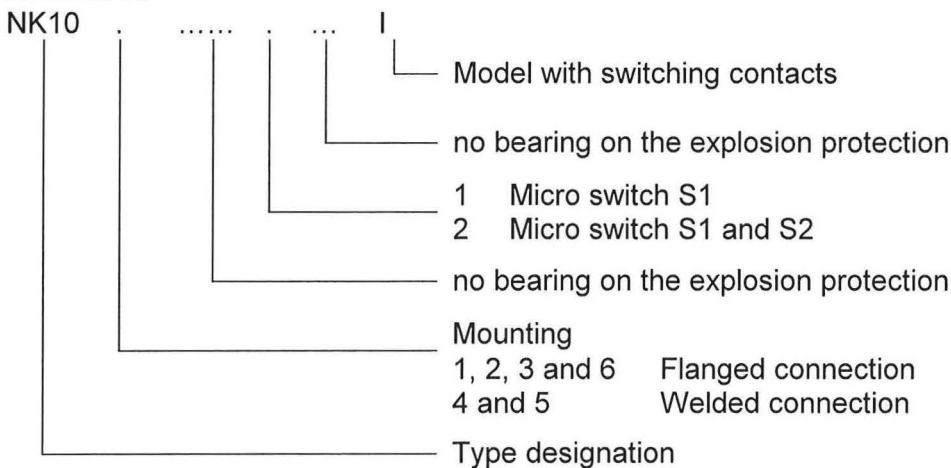 NK10 . ...... . ... I
Model with switching contacts
no bearing on the explosion protection
1 Micro switch S1
2 Micro switch S1 and S2
no bearing on the explosion protection
Mounting
1, 2, 3 and 6 Flanged connection
4 and 5 Welded connection
Type designation